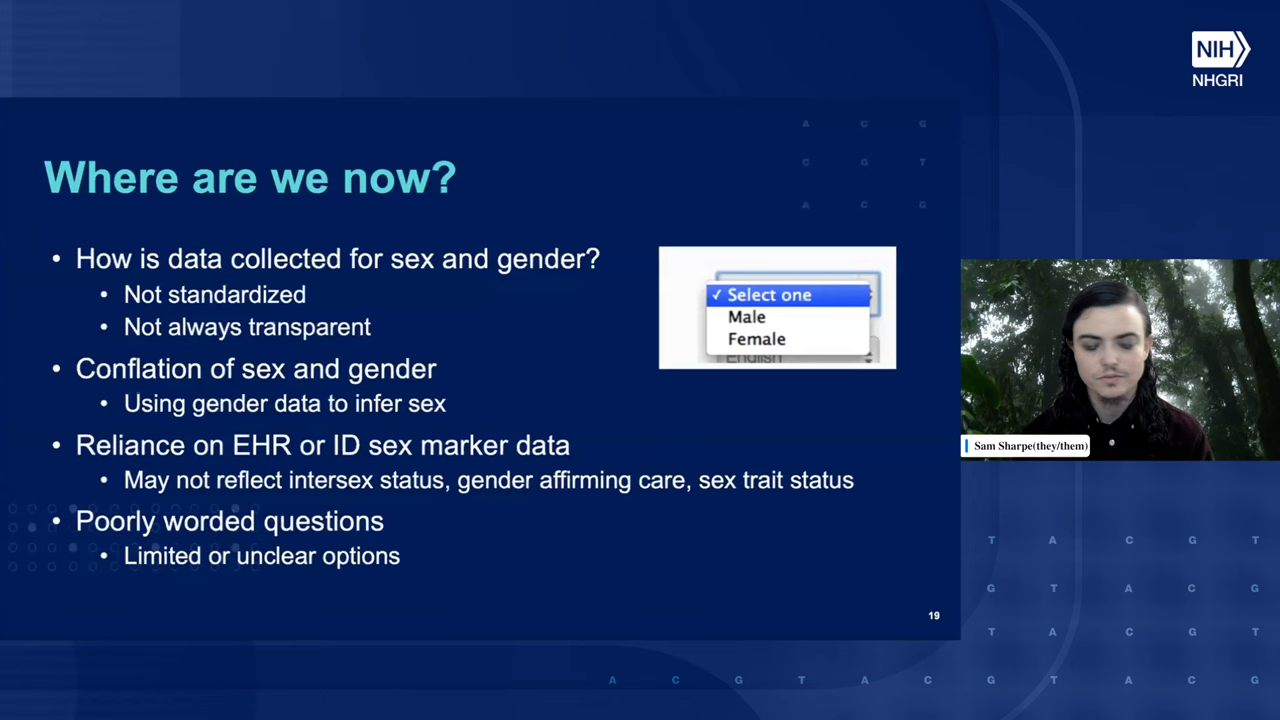 NIH
NHGRI
A C G
C G T
A C G
Where are we now?
• How is data collected for sex and gender?
• Not standardized
• Not always transparent
• Conflation of sex and gender
• Using gender data to infer sex
• Reliance on EHR or ID sex marker data
• May not reflect intersex status, gender affirming care, sex trait status
• Poorly worded questions
• Limited or unclear options
✓ Select one
Male
Female
English
19
Sam Sharpe(they/them)
T A C G T
G T A C G
T A C G T
A C G T A C G T A C G